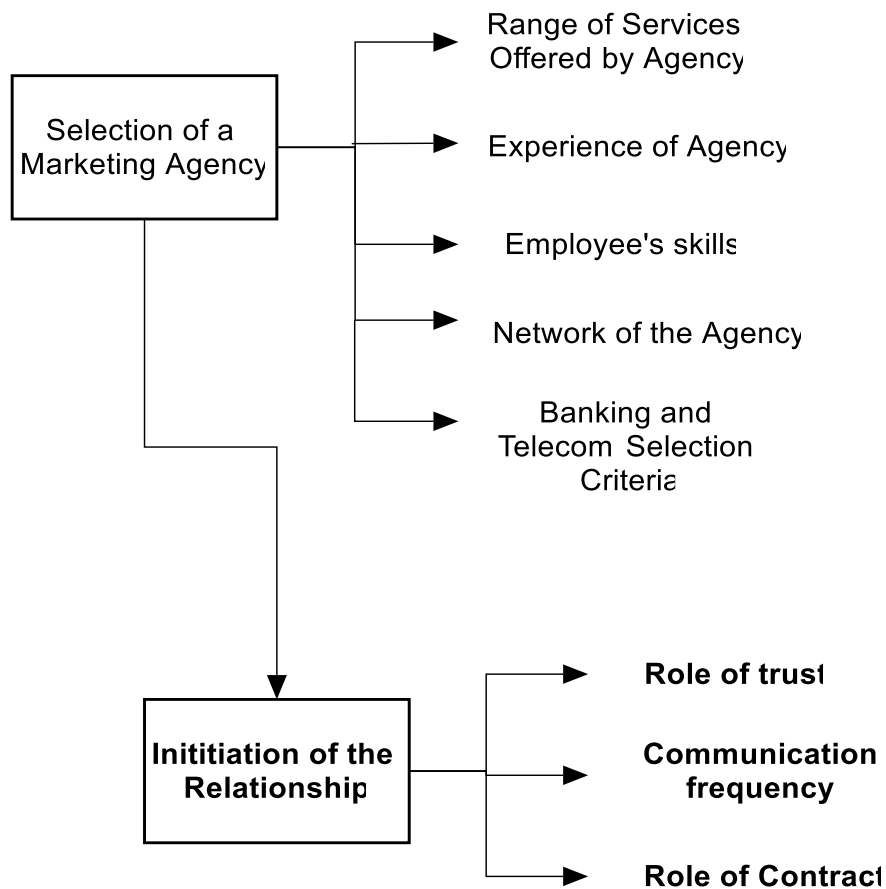 Selection of a
Marketing Agency
Range of Services
Offered by Agency
Experience of Agency
Employee's skills
Network of the Agency
Banking and
Telecom Selection
Criteria
Inititiation of the
Relationship
Role of trust
Communication
frequency
Role of Contract